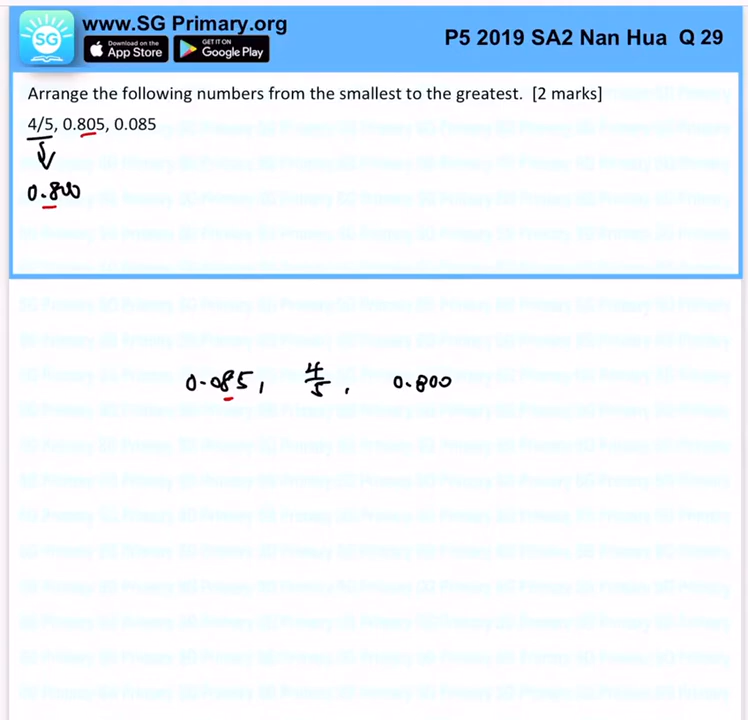 SG
www.SG Primary.org
Download on the App Store
GET IT ON Google Play
P5 2019 SA2 Nan Hua Q 29
Arrange the following numbers from the smallest to the greatest. [2 marks]
4/5, 0.805, 0.085
0.800
0.085, 4/5, 0.800